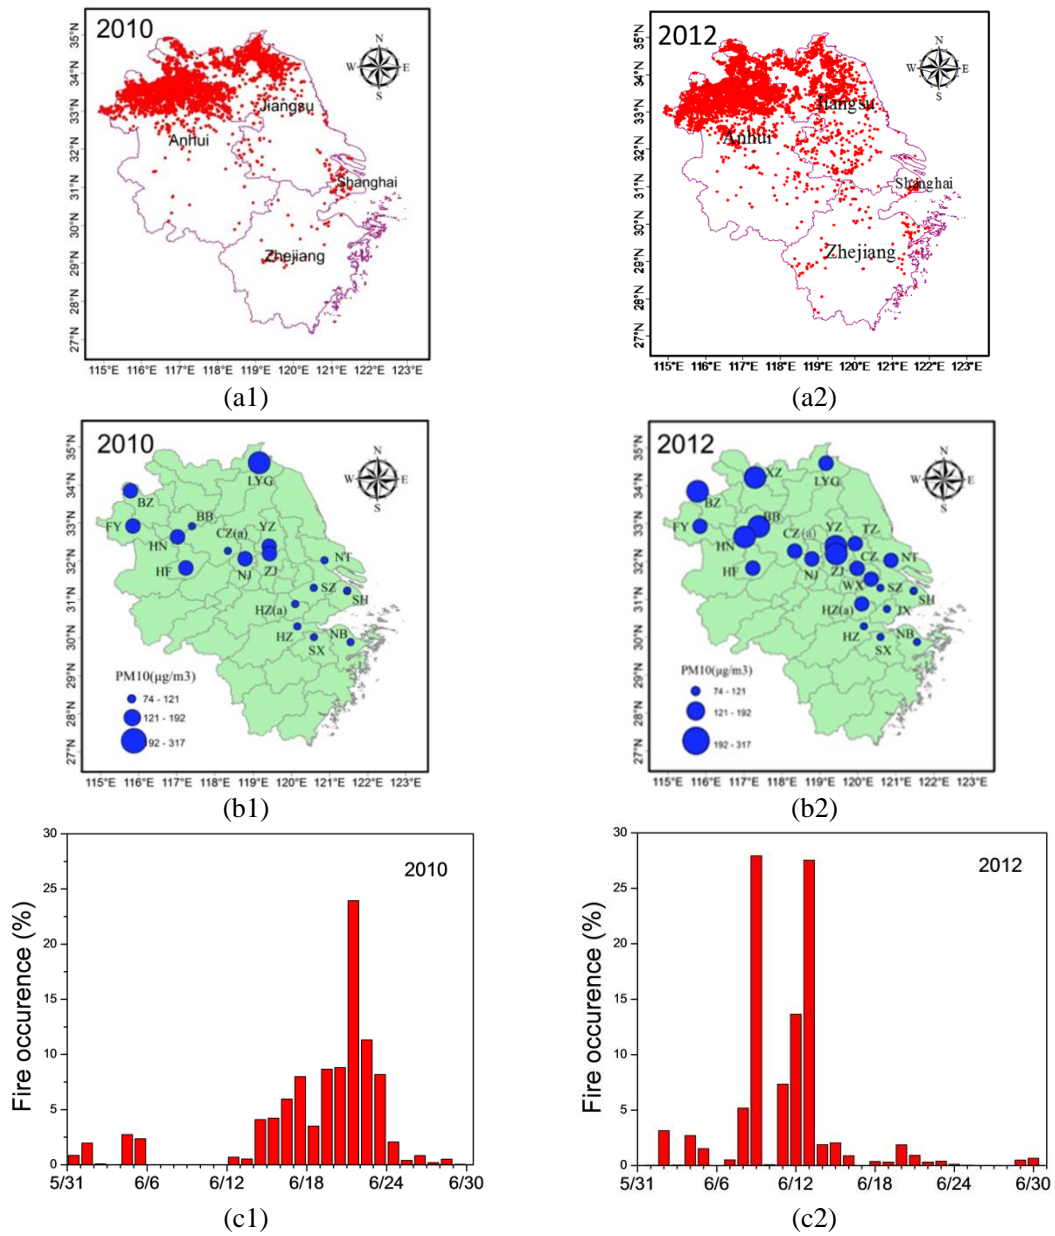 2010
N
W
E
S
35°N
34°N
33°N
32°N
31°N
30°N
29°N
28°N
27°N
Jiangsu
Anhui
Shanghai
Zhejiang
115°E 116°E 117°E 118°E 119°E 120°E 121°E 122°E 123°E
(a1)
2012
N
W
E
S
35°N
34°N
33°N
32°N
31°N
30°N
29°N
28°N
27°N
Jiangsu
Anhui
Shanghai
Zhejiang
115°E 116°E 117°E 118°E 119°E 120°E 121°E 122°E 123°E
(a2)
2010
N
W
E
S
35°N
34°N
33°N
32°N
31°N
30°N
29°N
28°N
27°N
LYG
BZ
FY
BB
HN
CZ(a)
YZ
HF
NJ
ZJ
NT
SZ
SH
HZ(a)
HZ
SX
NB
PM10(μg/m3)
74 - 121
121 - 192
192 - 317
115°E 116°E 117°E 118°E 119°E 120°E 121°E 122°E 123°E
(b1)
2012
N
W
E
S
35°N
34°N
33°N
32°N
31°N
30°N
29°N
28°N
27°N
XZ
LYG
BZ
FY
BB
HN
CZ(a)
YZ
TZ
HF
NJ
ZJ
CZ
NT
WX
SZ
SH
HZ(a)
JX
HZ
SX
NB
PM10(μg/m3)
74 - 121
121 - 192
192 - 317
115°E 116°E 117°E 118°E 119°E 120°E 121°E 122°E 123°E
(b2)
2010
Fire occurence (%)
30
25
20
15
10
5
0
5/31 6/6 6/12 6/18 6/24 6/30
(c1)
2012
Fire occurence (%)
30
25
20
15
10
5
0
5/31 6/6 6/12 6/18 6/24 6/30
(c2)